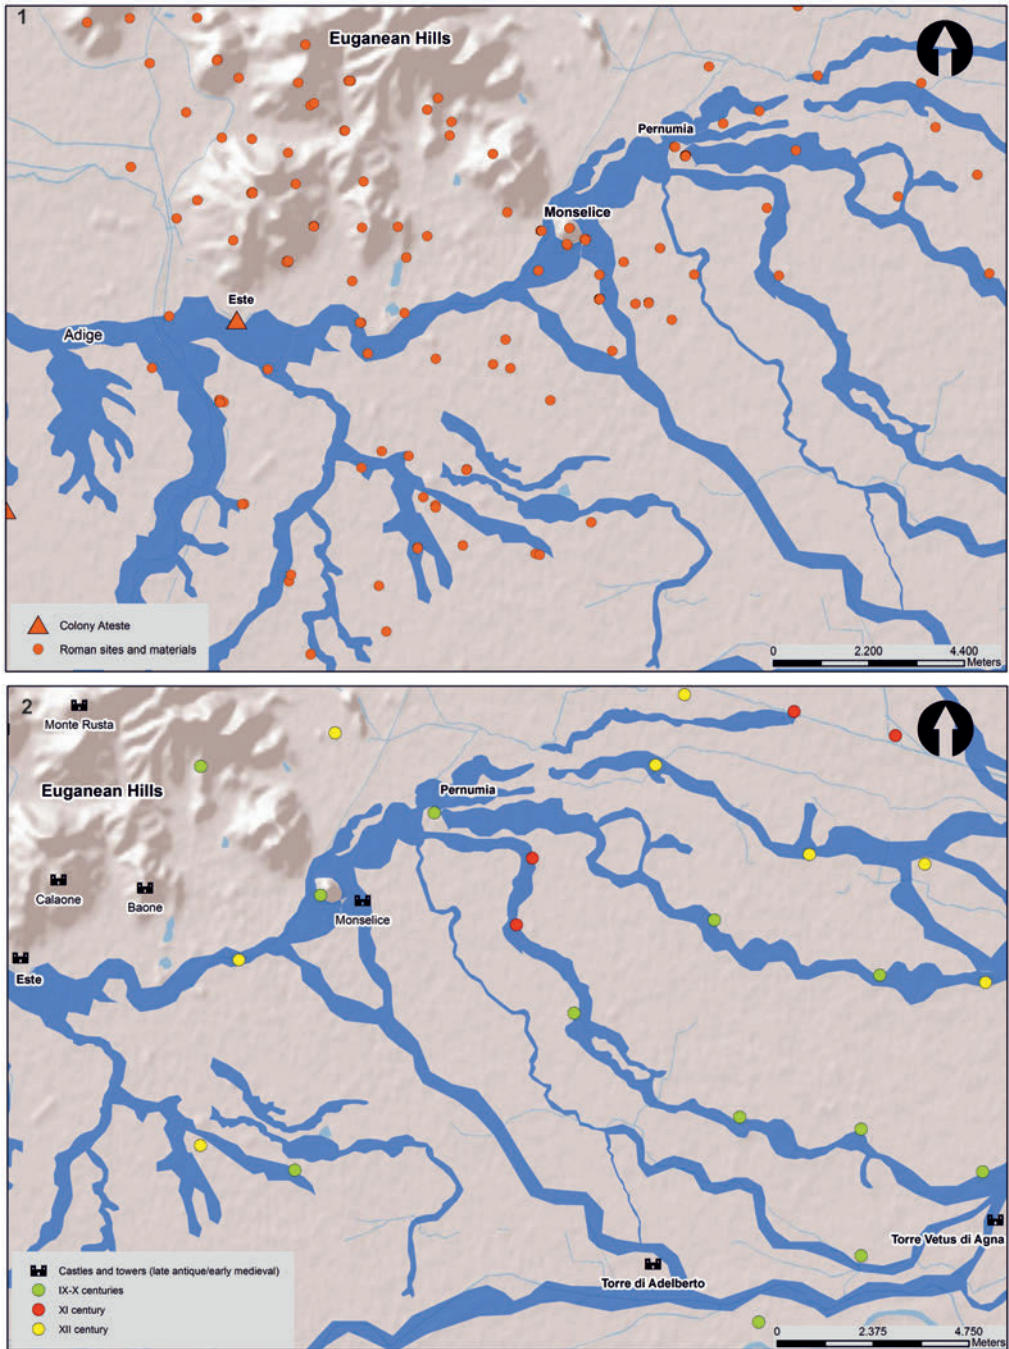 1
Euganean Hills
Pernumia
Monselice
Este
Adige
Colony Ateste
Roman sites and materials
0 2.200 4.400
Meters
2
Monte Rusta
Euganean Hills
Pernumia
Calaone
Baone
Monselice
Este
Torre Vetus di Agna
Torre di Adelberto
Castles and towers (late antique/early medieval)
IX-X centuries
XI century
XII century
0 2.375 4.750
Meters